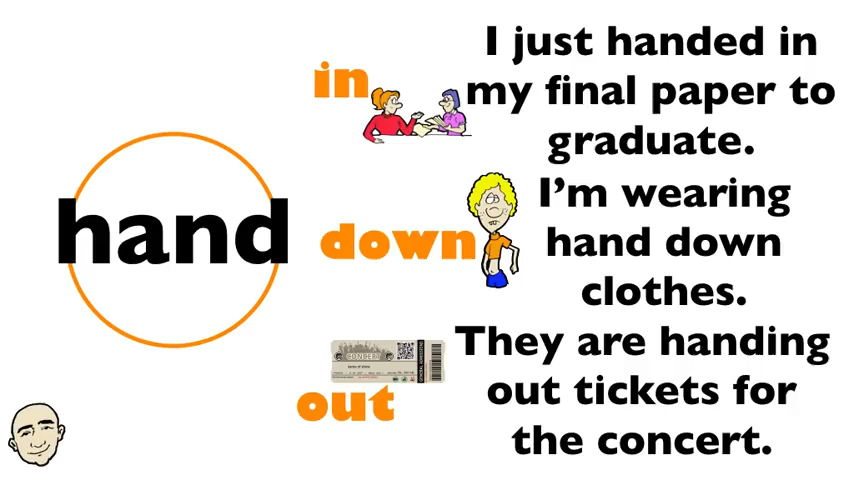 hand
in
I just handed in
my final paper to
graduate.
down
I'm wearing
hand down
clothes.
CONCERT
out
They are handing
out tickets for
the concert.